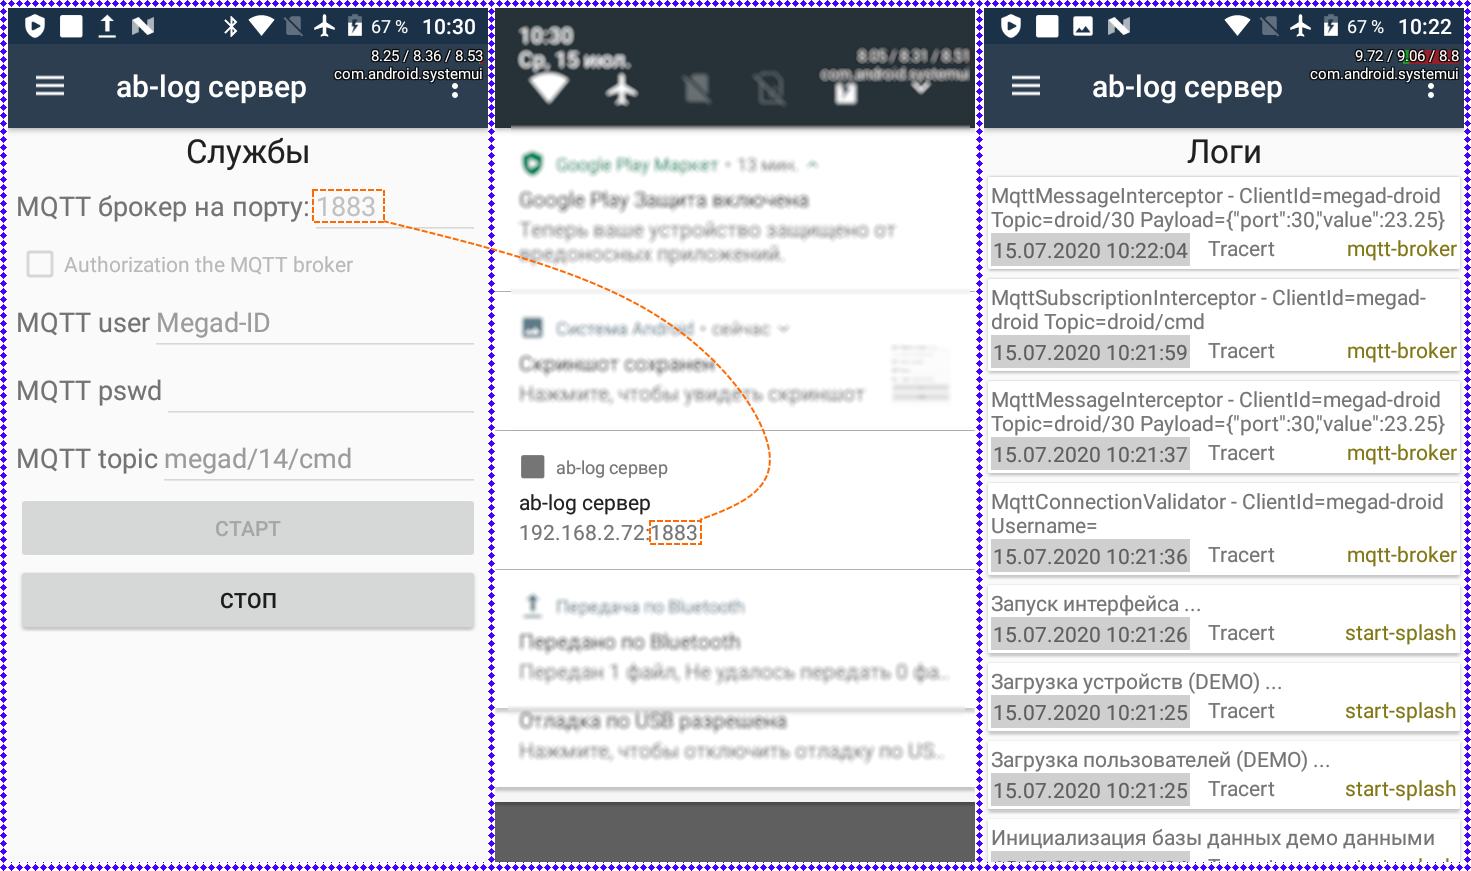 67 % 10:30
8.25 / 8.36 / 8.53
com.android.systemui
ab-log сервер
Службы
MQTT брокер на порту: 1883
Authorization the MQTT broker
MQTT user Megad-ID
MQTT pswd
MQTT topic megad/14/cmd
СТАРТ
СТОП
10:30
Ср, 15 июл.
8.05 / 8.31 / 8.51
com.android.systemui
Google Play Маркет • 13 мин.
Google Play Защита включена
Теперь ваше устройство защищено от
вредоносных приложений.
Система Android • сейчас
Скриншот сохранен
Нажмите, чтобы увидеть скриншот
ab-log сервер
ab-log сервер
192.168.2.72:1883
Передача по Bluetooth
Передано по Bluetooth
Передан 1 файл, Не удалось передать 0 фа..
Отладка по USB разрешена
Нажмите, чтобы отключить отладку по US..
67 % 10:22
9.72 / 9.06 / 8.8
com.android.systemui
ab-log сервер
Логи
MqttMessageInterceptor - ClientId=megad-droid
Topic=droid/30 Payload={"port":30,"value":23.25}
15.07.2020 10:22:04 Tracert mqtt-broker
MqttSubscriptionInterceptor - ClientId=megad-
droid Topic=droid/cmd
15.07.2020 10:21:59 Tracert mqtt-broker
MqttMessageInterceptor - ClientId=megad-droid
Topic=droid/30 Payload={"port":30,"value":23.25}
15.07.2020 10:21:37 Tracert mqtt-broker
MqttConnectionValidator - ClientId=megad-droid
Username=
15.07.2020 10:21:36 Tracert mqtt-broker
Запуск интерфейса ...
15.07.2020 10:21:26 Tracert start-splash
Загрузка устройств (DEMO) ...
15.07.2020 10:21:25 Tracert start-splash
Загрузка пользователей (DEMO) ...
15.07.2020 10:21:25 Tracert start-splash
Инициализация базы данных демо данными